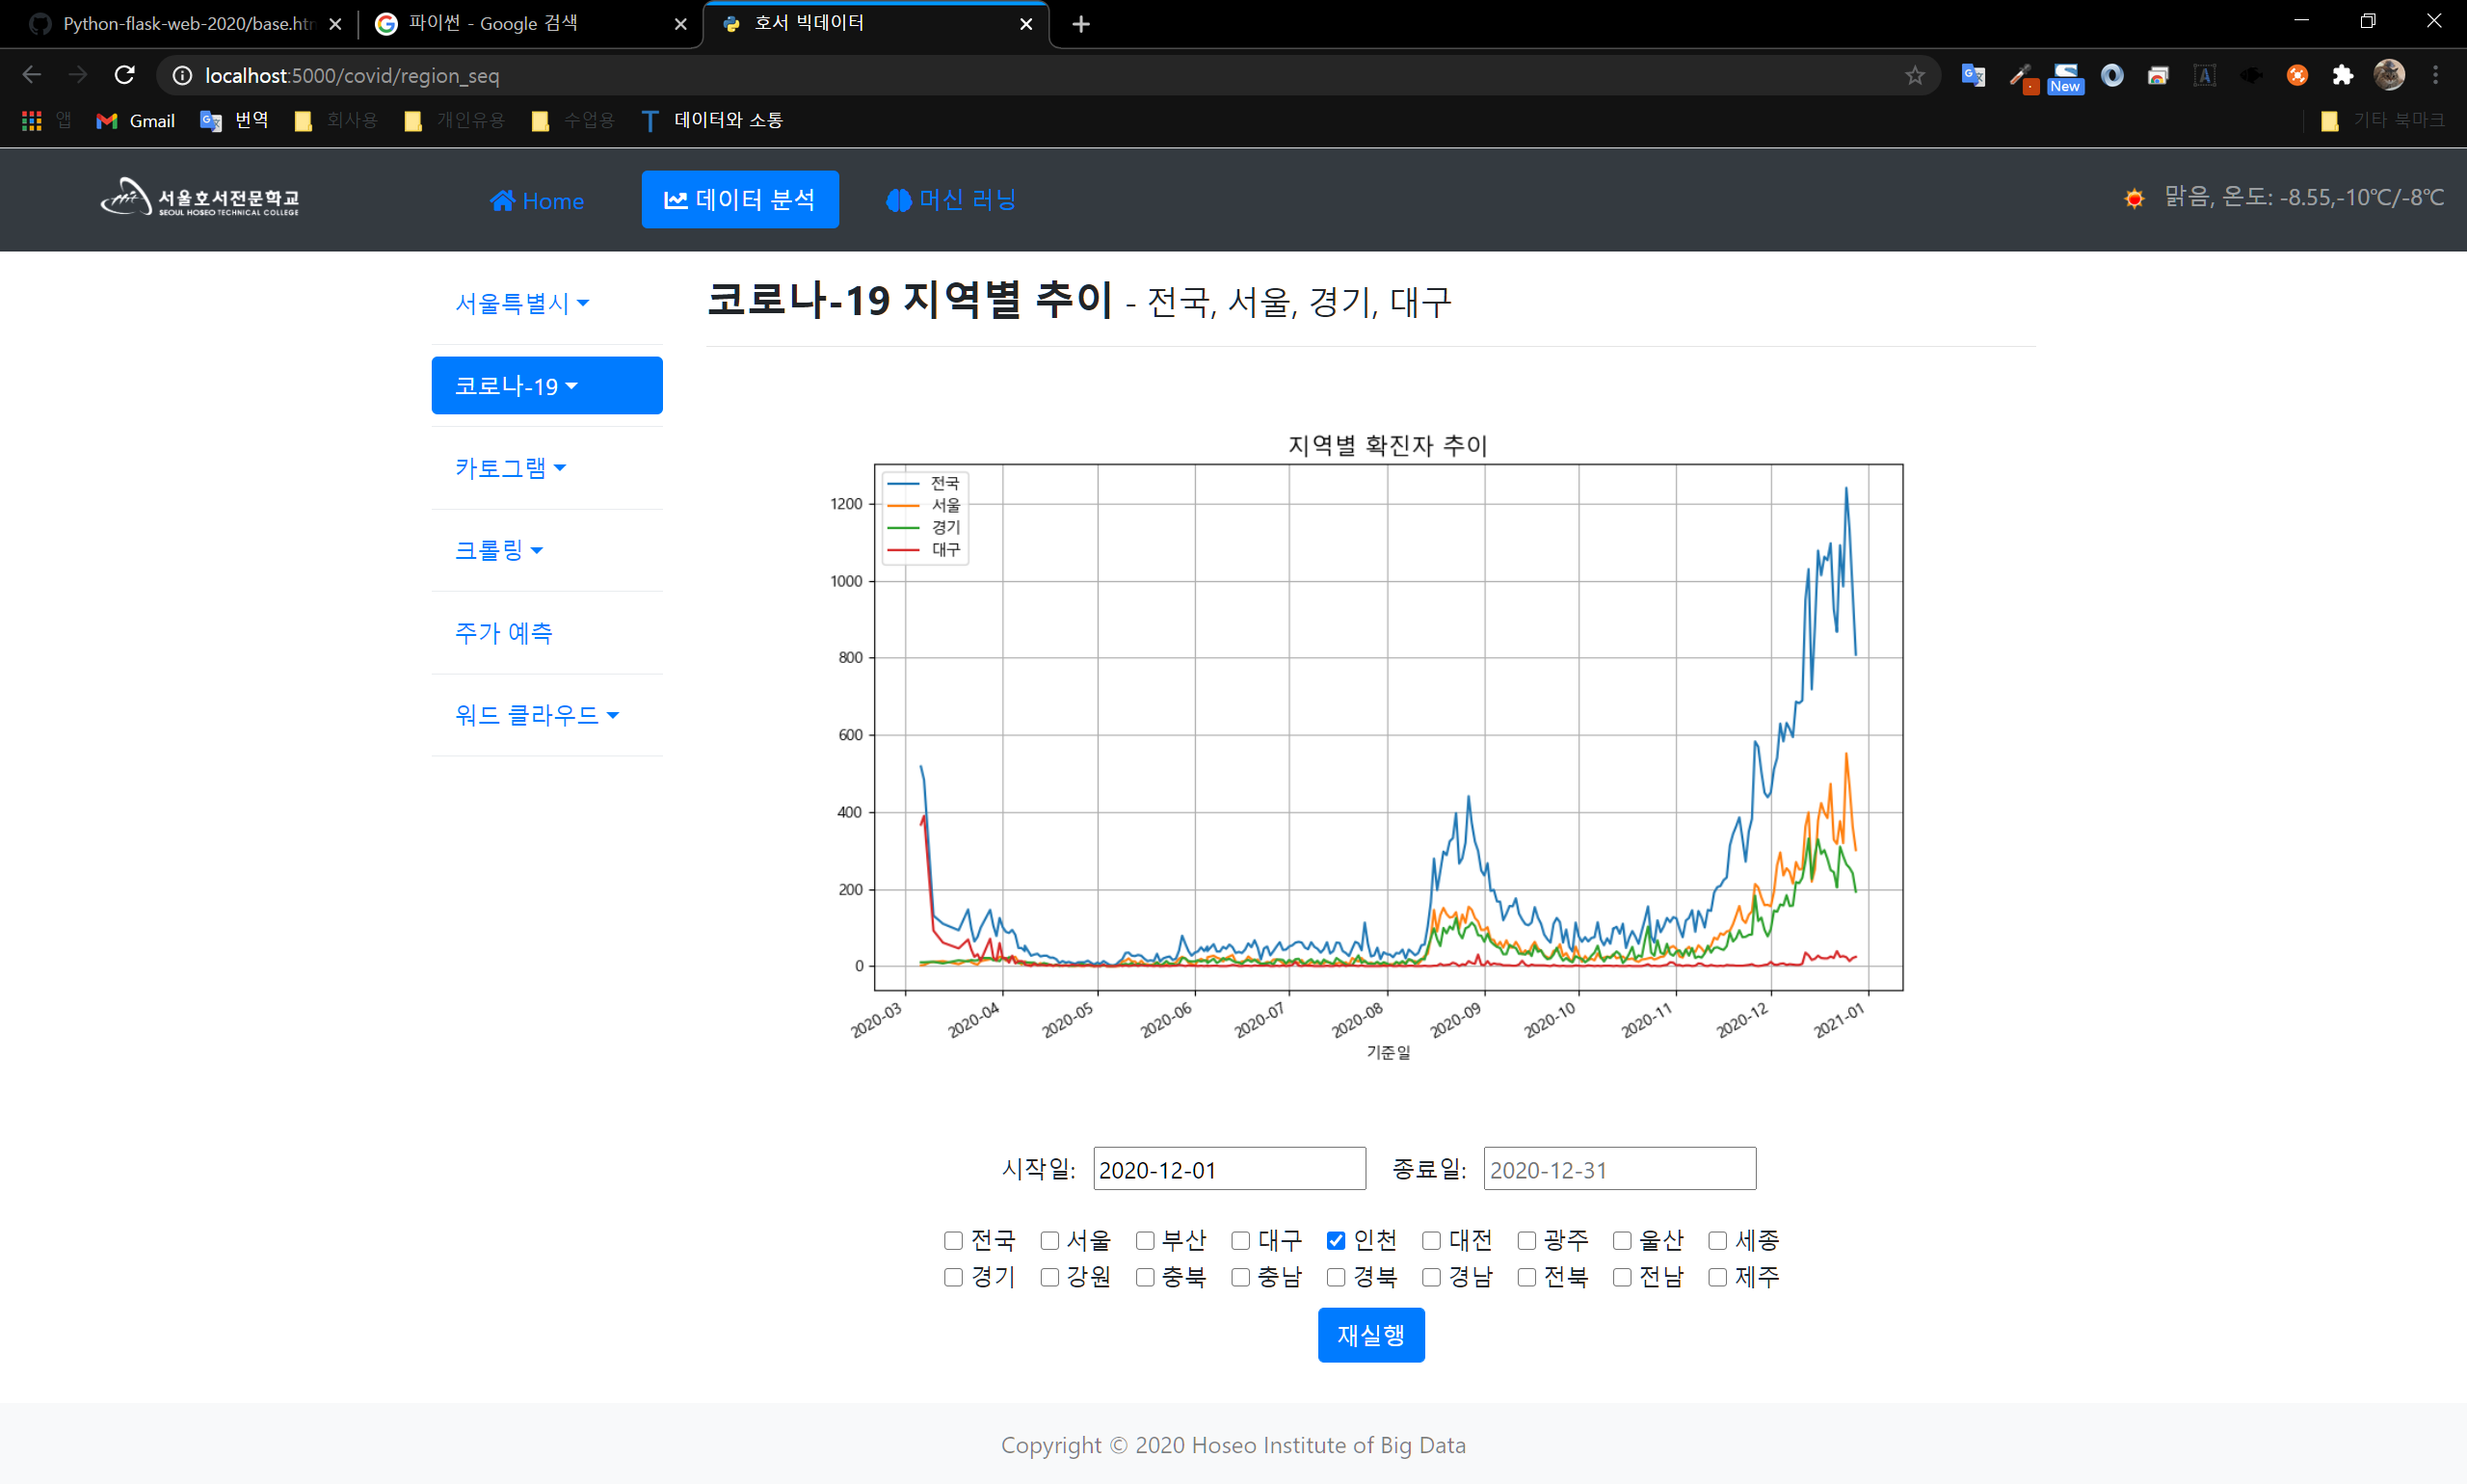 Python-flask-web-2020/base.htn
파이썬 - Google 검색
호서 빅데이터
localhost:5000/covid/region_seq
New
앱
Gmail
번역
회사용
개인유용
수업용
데이터와 소통
기타 북마크
서울호서전문학교
SEOUL HOSEO TECHNICAL COLLEGE
Home
데이터 분석
머신 러닝
맑음, 온도: -8.55,-10℃/-8℃
서울특별시
코로나-19
카토그램
크롤링
주가 예측
워드 클라우드
코로나-19 지역별 추이 - 전국, 서울, 경기, 대구
지역별 확진자 추이
전국
서울
경기
대구
1200
1000
800
600
400
200
0
2020-03 2020-04 2020-05 2020-06 2020-07 2020-08 2020-09 2020-10 2020-11 2020-12 2021-01
기준일
시작일: 2020-12-01 종료일: 2020-12-31
전국 서울 부산 대구 인천 대전 광주 울산 세종
경기 강원 충북 충남 경북 경남 전북 전남 제주
재실행
Copyright © 2020 Hoseo Institute of Big Data